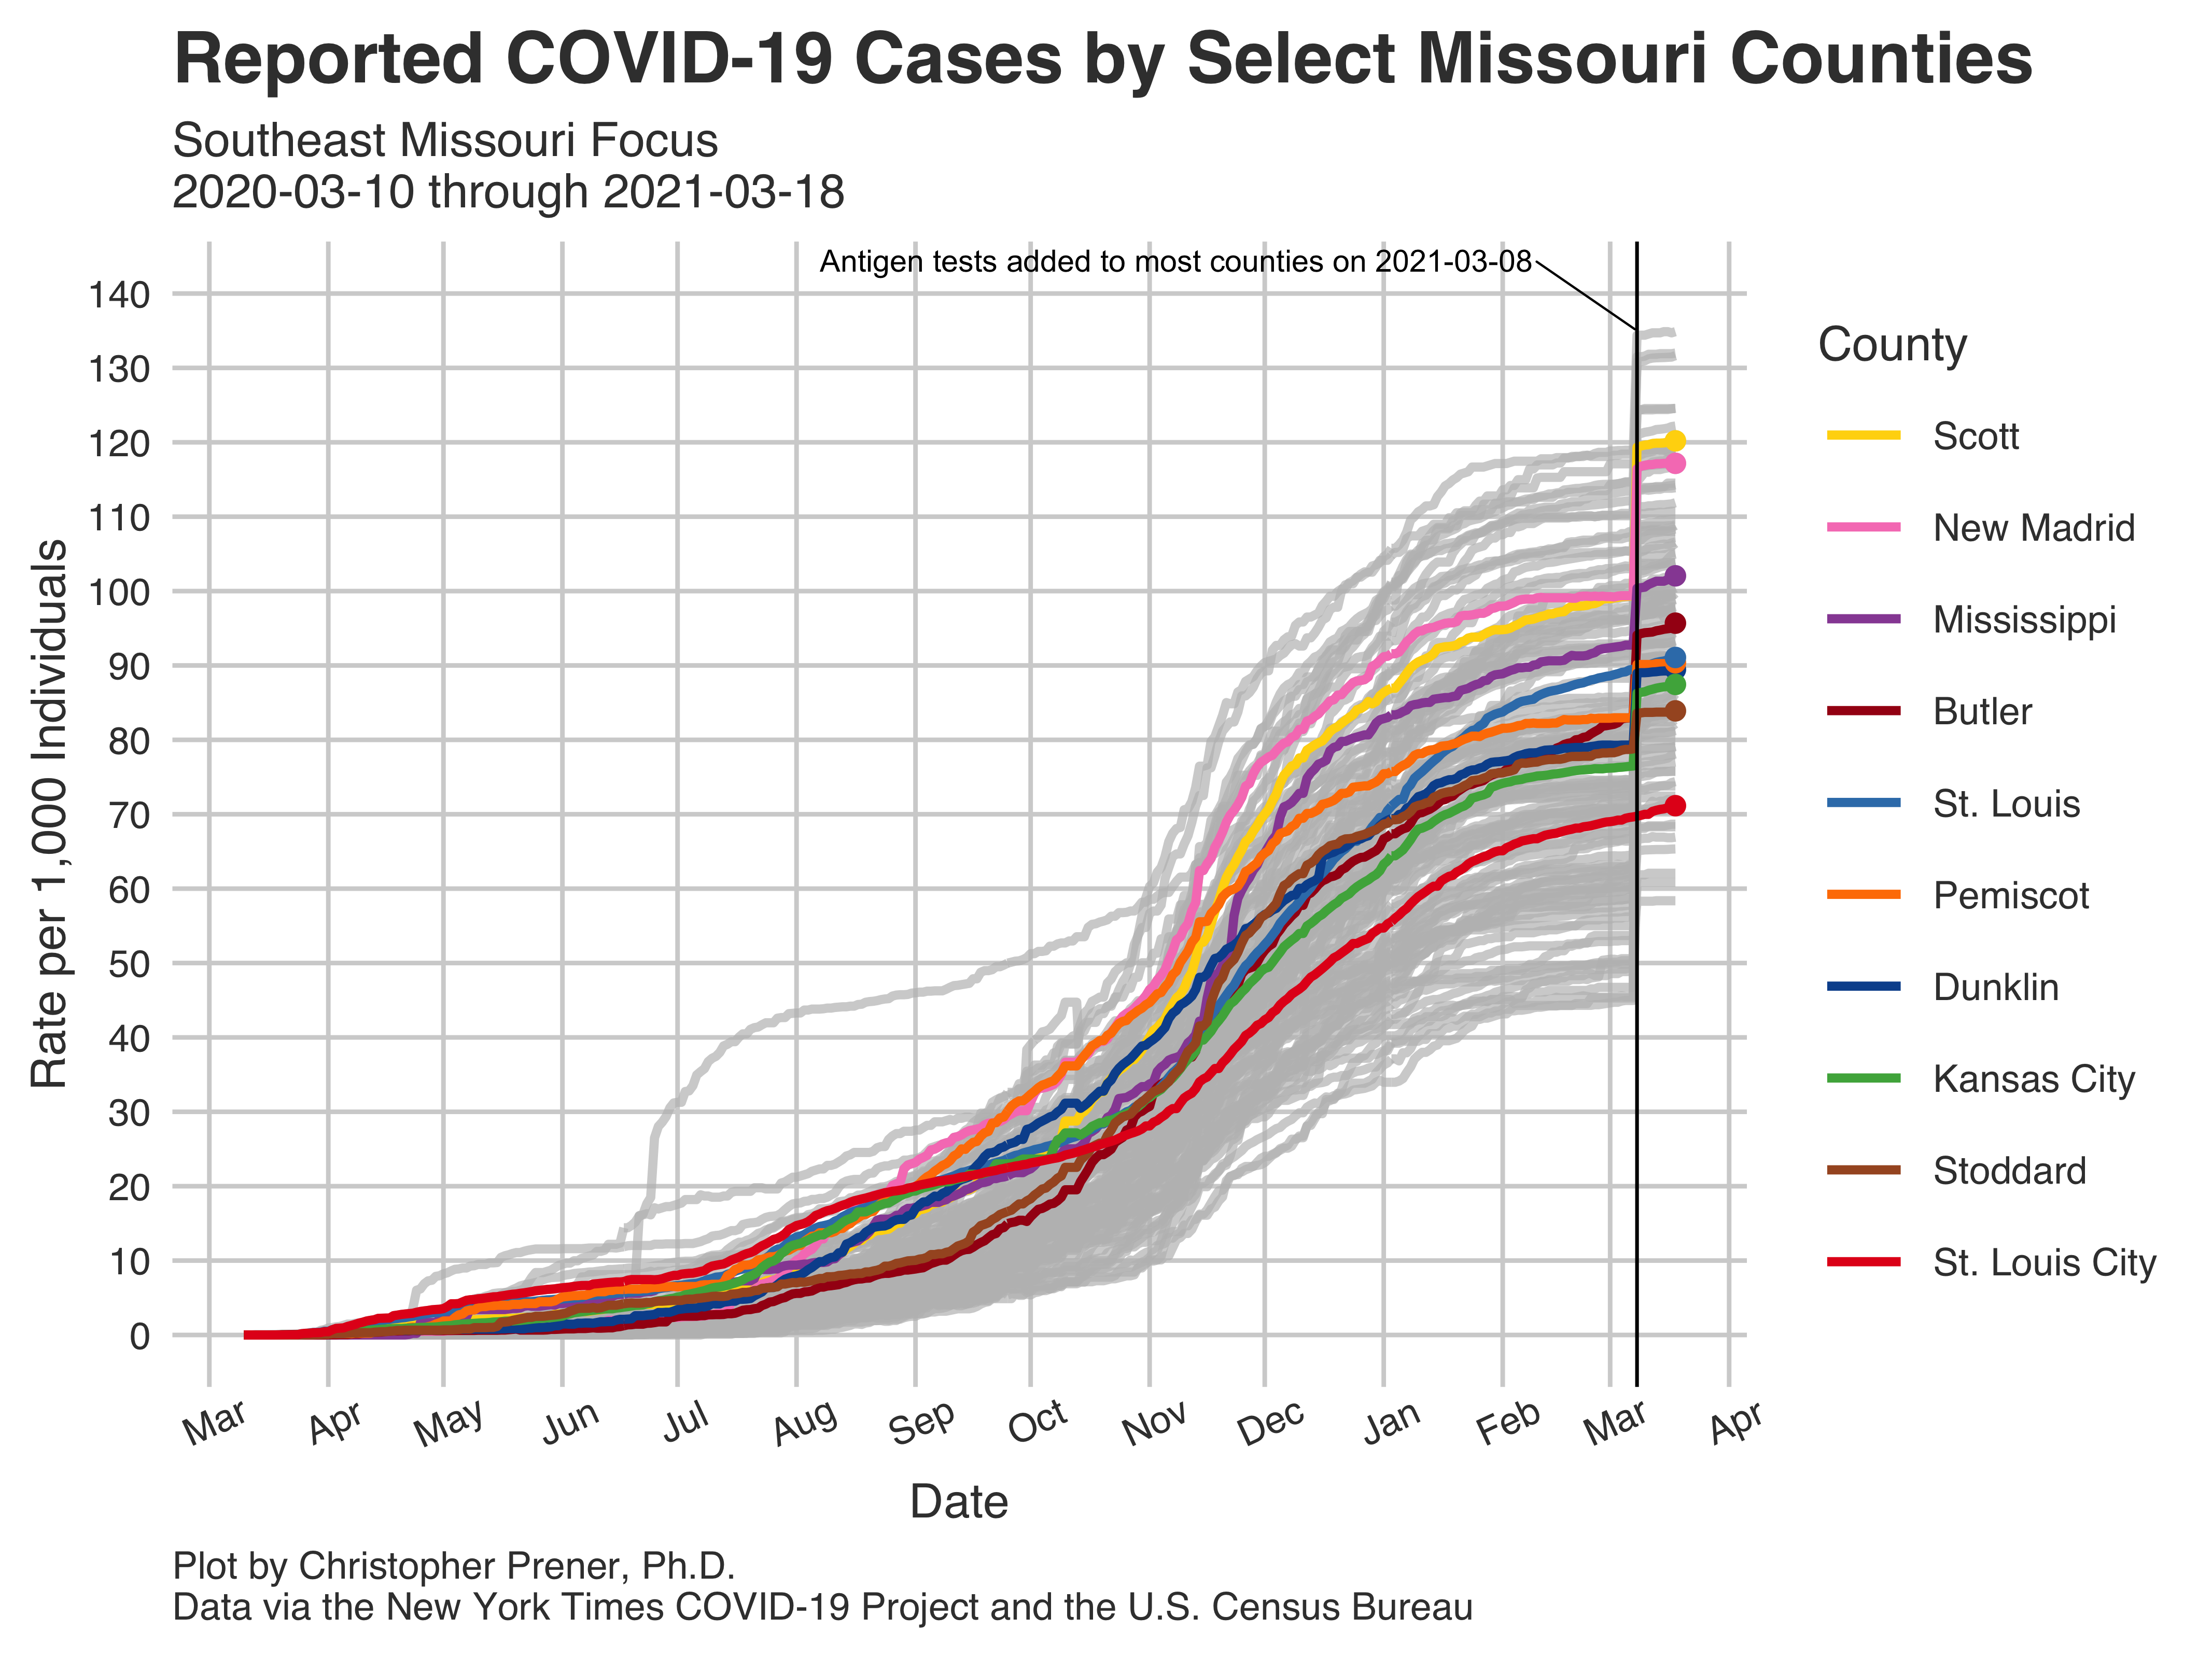 Reported COVID-19 Cases by Select Missouri Counties
Southeast Missouri Focus
2020-03-10 through 2021-03-18
Antigen tests added to most counties on 2021-03-08
140
130
120
110
100
90
80
70
60
50
40
30
20
10
0
Rate per 1,000 Individuals
Mar
Apr
May
Jun
Jul
Aug
Sep
Oct
Nov
Dec
Jan
Feb
Mar
Apr
Date
County
Scott
New Madrid
Mississippi
Butler
St. Louis
Pemiscot
Dunklin
Kansas City
Stoddard
St. Louis City
Plot by Christopher Prener, Ph.D.
Data via the New York Times COVID-19 Project and the U.S. Census Bureau